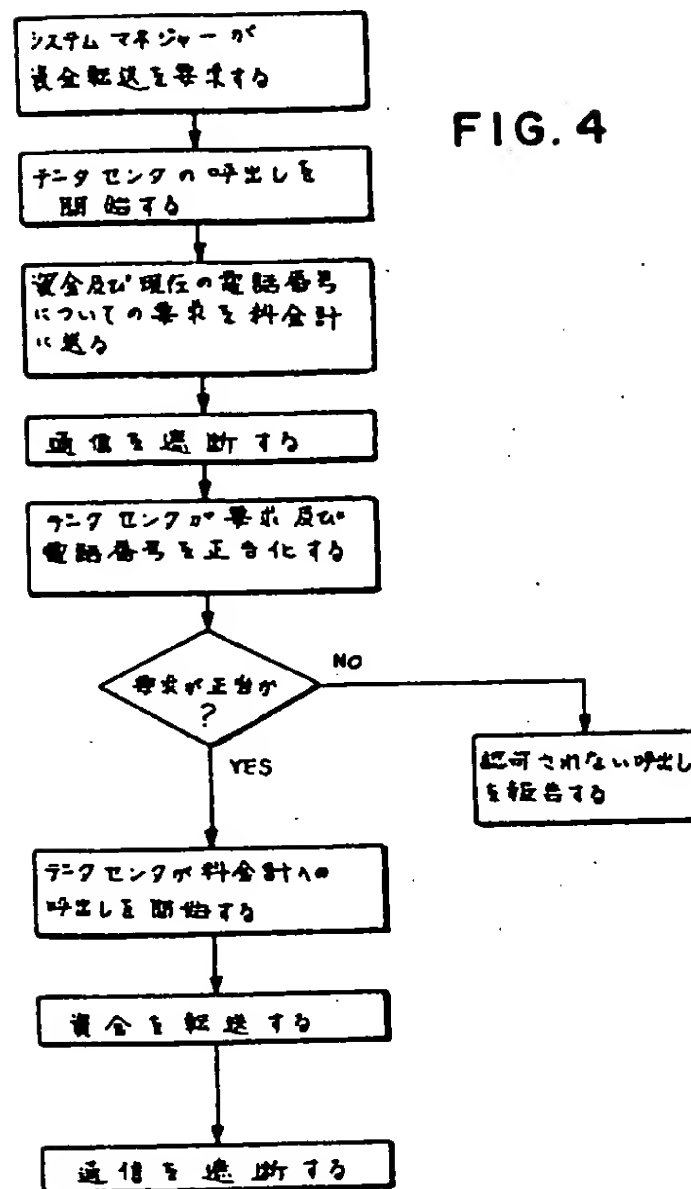 システムマネジャーが
資金転送を要求する
FIG. 4
データセンタの呼出しを
開始する
資金及び現在の電話番号
についての要求を料金計
に送る
通信を遮断する
データセンタが要求及び
電話番号を正当化する
要求が正当か
?
NO
YES
認可されない呼出し
を報告する
データセンタが料金計への
呼出しを開始する
資金を転送する
通信を遮断する